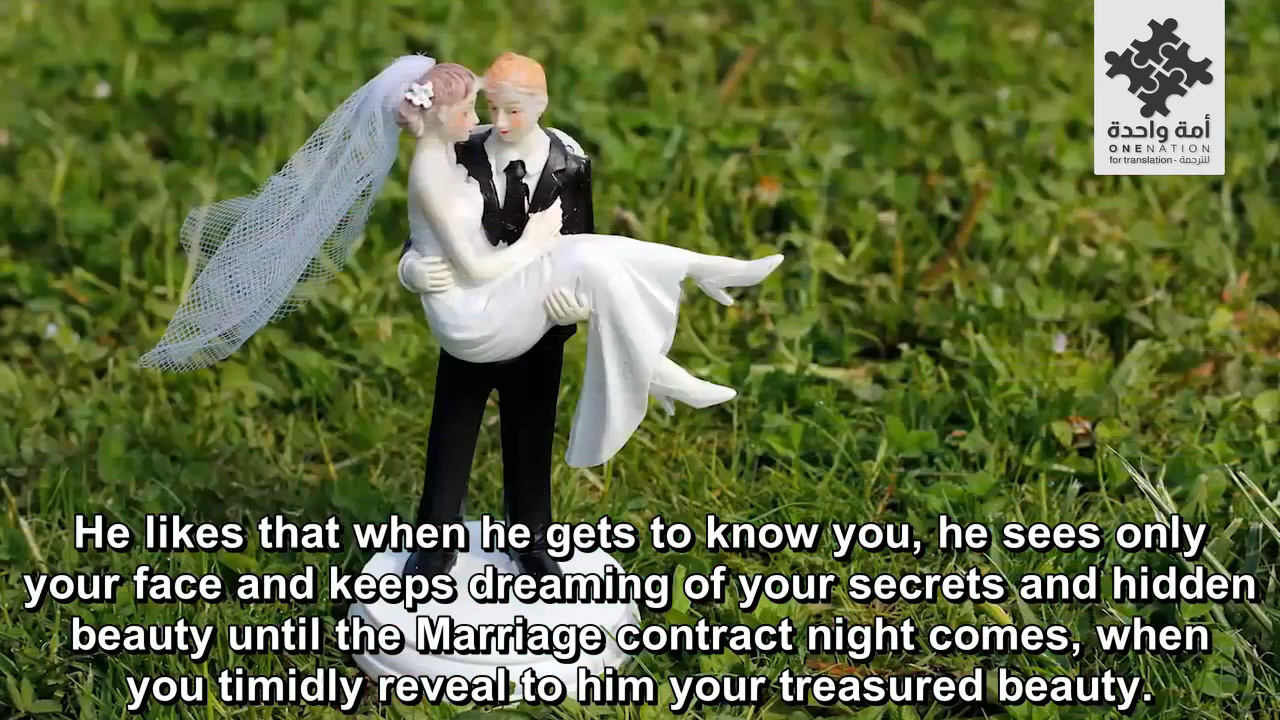 أمة واحدة
ONENATION
for translation - للترجمة
He likes that when he gets to know you, he sees only
your face and keeps dreaming of your secrets and hidden
beauty until the Marriage contract night comes, when
you timidly reveal to him your treasured beauty.